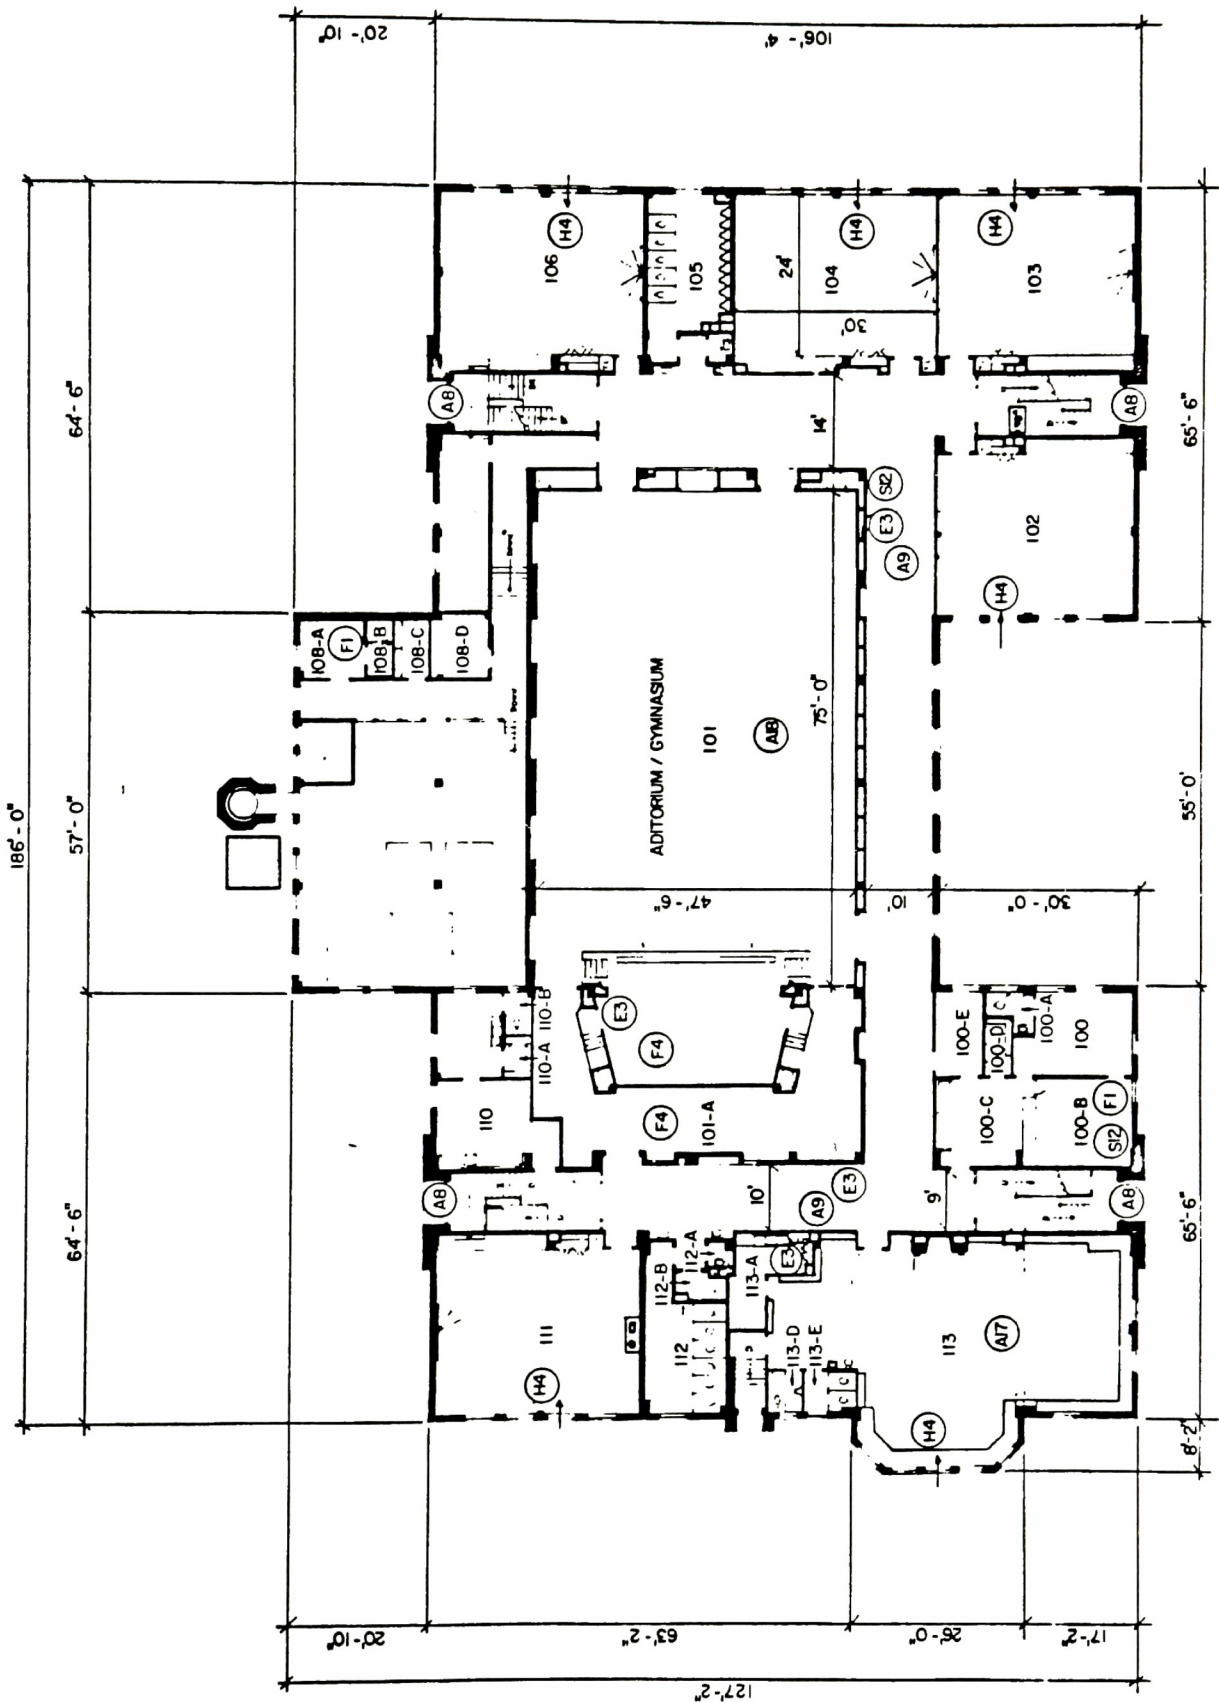 186'-0"
64'-6"
57'-0"
64'-6"
20'-10"
106'-4'
106
H4
105
24'
104
H4
30'
H4
103
A8
14'
A8
65'-6"
S12
E3
A9
102
H4
108-A
F1
108-B
108-C
108-D
ADITORIUM / GYMNASIUM
101
A18
75'-0"
55'-0'
47'-6"
10'
30'-0"
110-B
110-A
110
E3
F4
F4
101-A
100-E
100-D
100-A
100
100-C
100-B
F1
S12
A8
10'
A9
E3
9'
A8
65'-6"
111
H4
112-B
112-A
112
113-A
E3
113-D
113-E
113
A17
H4
8'-2"
20'-10"
63'-2"
26'-0"
17'-2"
127'-2"